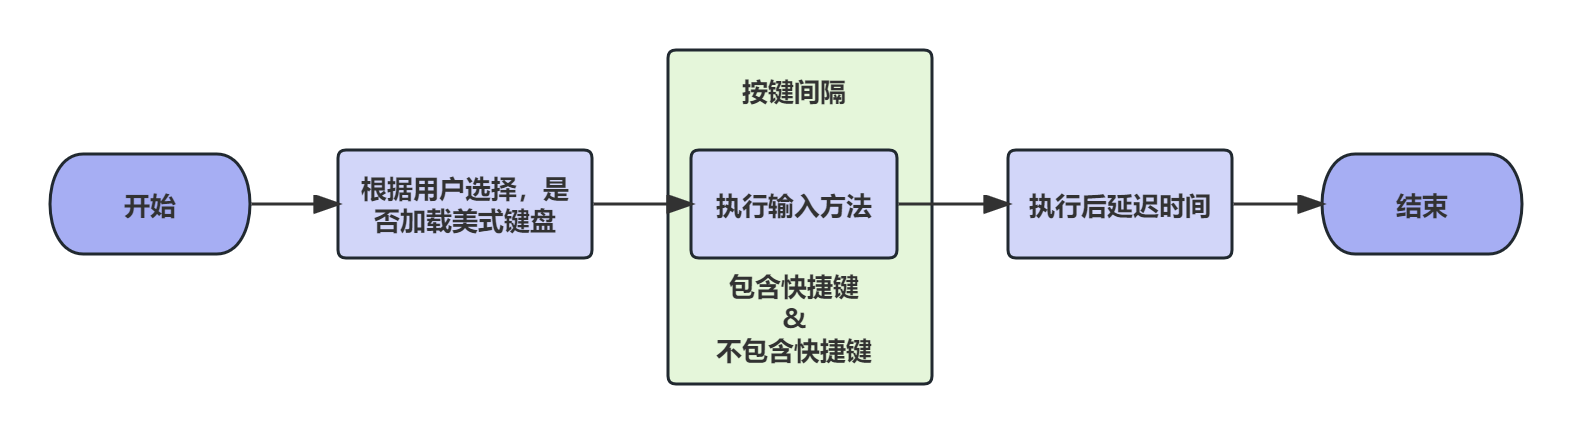 开始
根据用户选择，是
否加载美式键盘
按键间隔
执行输入方法
包含快捷键
&
不包含快捷键
执行后延迟时间
结束